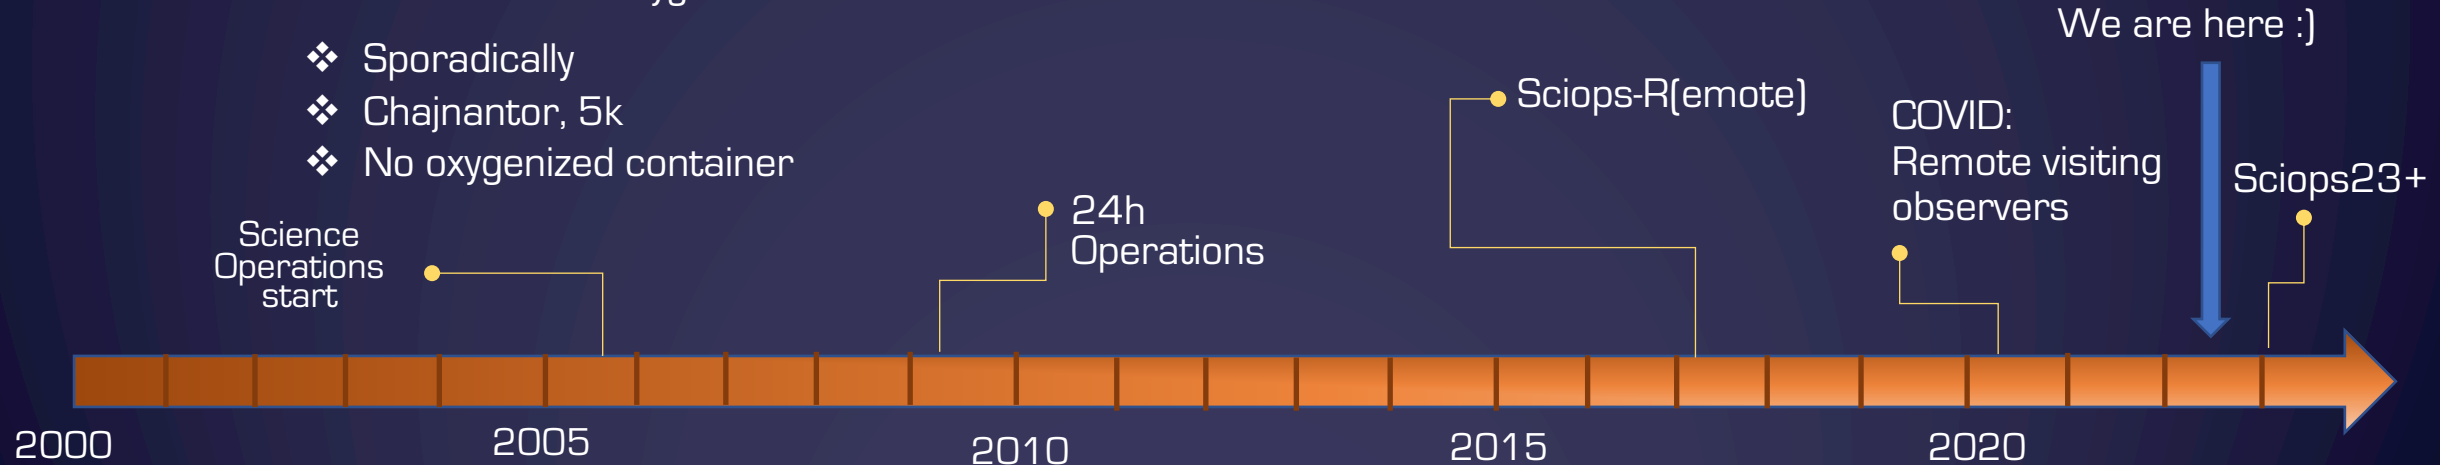 We are here :)
Sporadically
Chajnantor, 5k
No oxygenized container
Sciops-R(emote)
COVID:
Remote visiting
observers
Sciops23+
24h
Operations
Science
Operations
start
2000
2005
2010
2015
2020